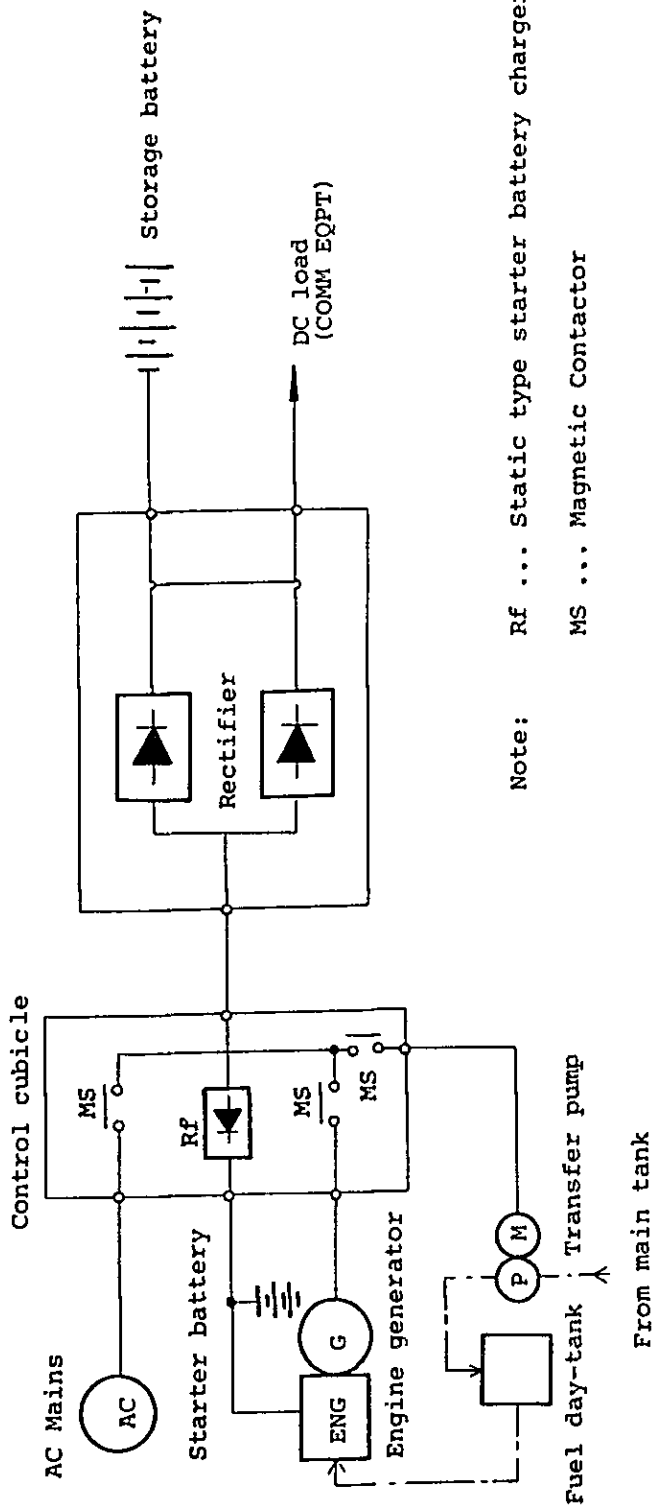 Control cubicle
AC Mains
AC
MS
Rf
Starter battery
MS
MS
ENG
G
Engine generator
P
M
Transfer pump
Fuel day-tank
From main tank
Rectifier
Storage battery
DC load
(COMM EQPT)
Note:
Rf ... Static type starter battery charger
MS ... Magnetic Contactor